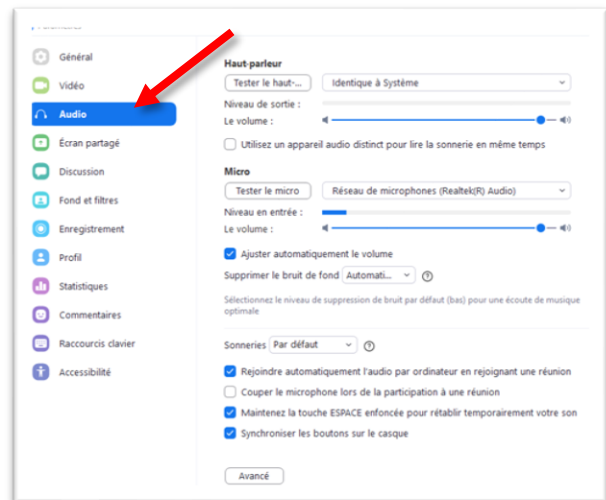 Général
Vidéo
Audio
Écran partagé
Discussion
Fond et filtres
Enregistrement
Profil
Statistiques
Commentaires
Raccourcis clavier
Accessibilité
Haut-parleur
Tester le haut-... Identique à Système
Niveau de sortie :
Le volume :
Utilisez un appareil audio distinct pour lire la sonnerie en même temps
Micro
Tester le micro Réseau de microphones (Realtek(R) Audio)
Niveau en entrée :
Le volume :
Ajuster automatiquement le volume
Supprimer le bruit de fond Automati...
Sélectionnez le niveau de suppression de bruit par défaut (bas) pour une écoute de musique
optimale
Sonneries Par défaut
Rejoindre automatiquement l'audio par ordinateur en rejoignant une réunion
Couper le microphone lors de la participation à une réunion
Maintenez la touche ESPACE enfoncée pour rétablir temporairement votre son
Synchroniser les boutons sur le casque
Avancé